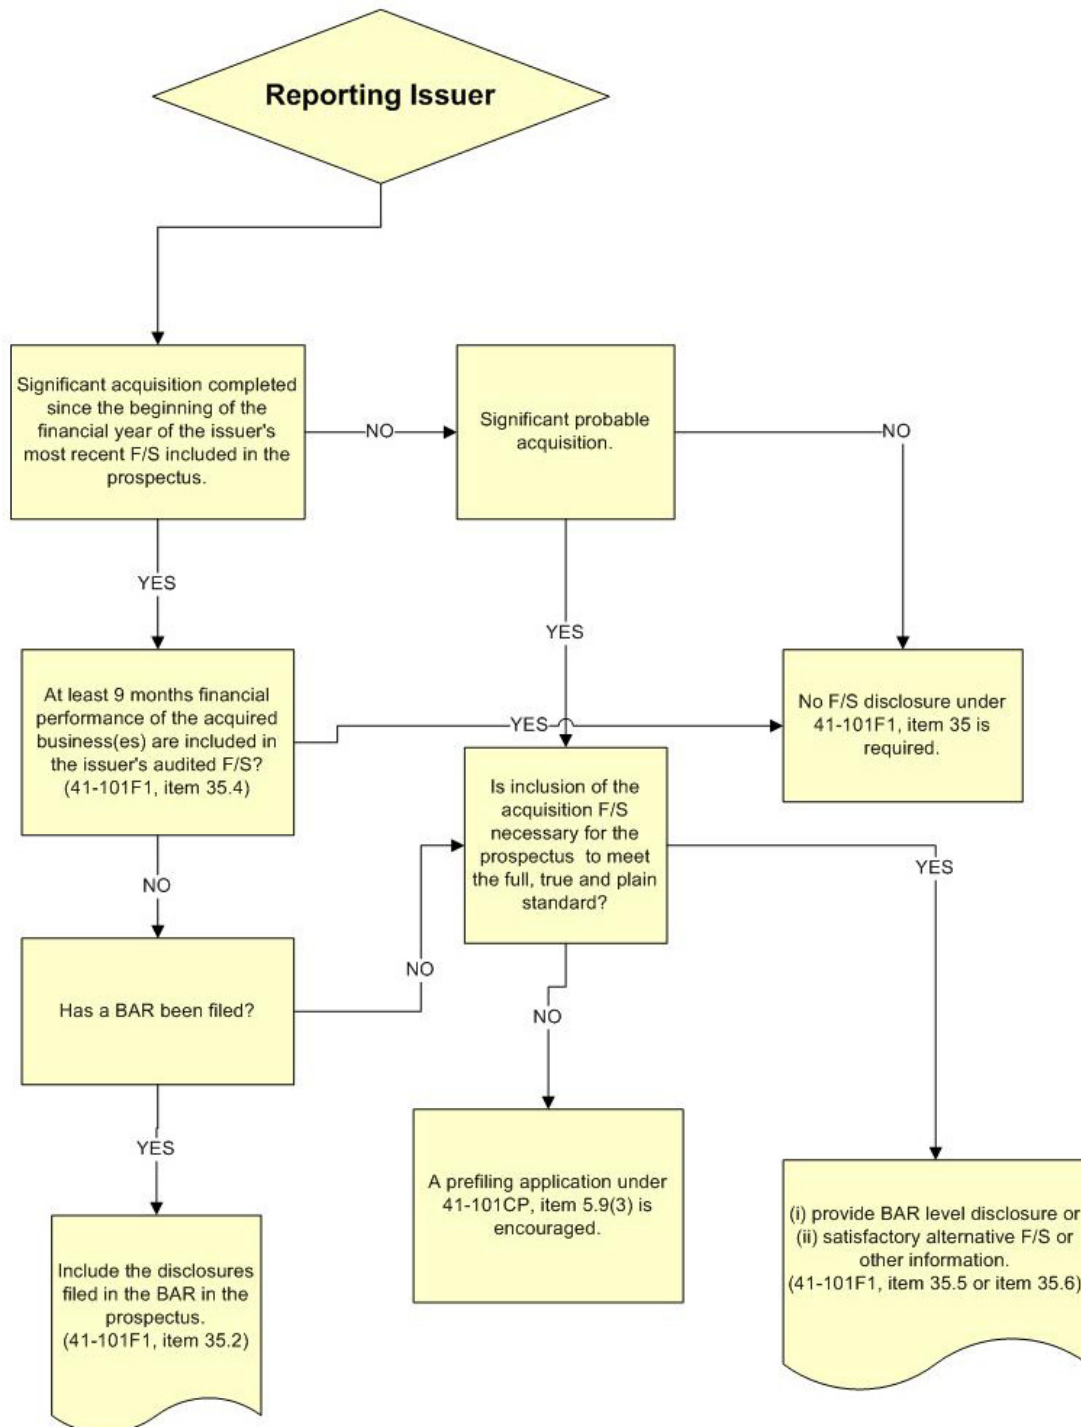 Reporting Issuer
Significant acquisition completed
since the beginning of the
financial year of the issuer's
most recent F/S included in the
prospectus.
NO
Significant probable
acquisition.
NO
YES
YES
At least 9 months financial
performance of the acquired
business(es) are included in
the issuer's audited F/S?
(41-101F1, item 35.4)
YES
No F/S disclosure under
41-101F1, item 35 is
required.
Is inclusion of the
acquisition F/S
necessary for the
prospectus to meet
the full, true and plain
standard?
YES
NO
Has a BAR been filed?
NO
NO
YES
A prefiling application under
41-101CP, item 5.9(3) is
encouraged.
(i) provide BAR level disclosure or
(ii) satisfactory alternative F/S or
other information.
(41-101F1, item 35.5 or item 35.6)
Include the disclosures
filed in the BAR in the
prospectus.
(41-101F1, item 35.2)